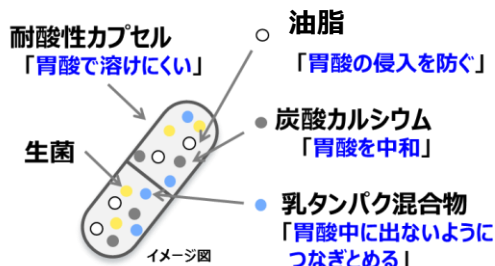 耐酸性カプセル
「胃酸で溶けにくい」
生菌
油脂
「胃酸の侵入を防ぐ」
炭酸カルシウム
「胃酸を中和」
乳タンパク混合物
「胃酸中に出ないように
つなぎとめる」
イメージ図